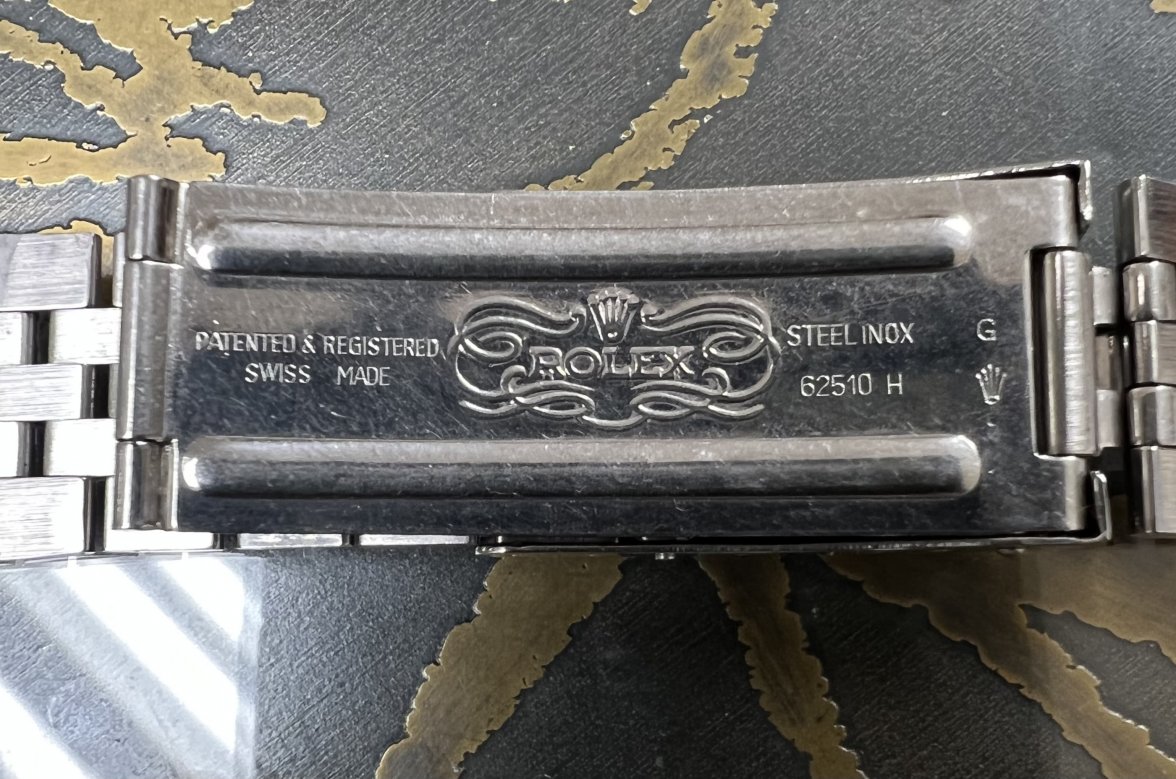 PATENTED & REGISTERED
SWISS MADE
ROLEX
STEELINOX
62510 H
G